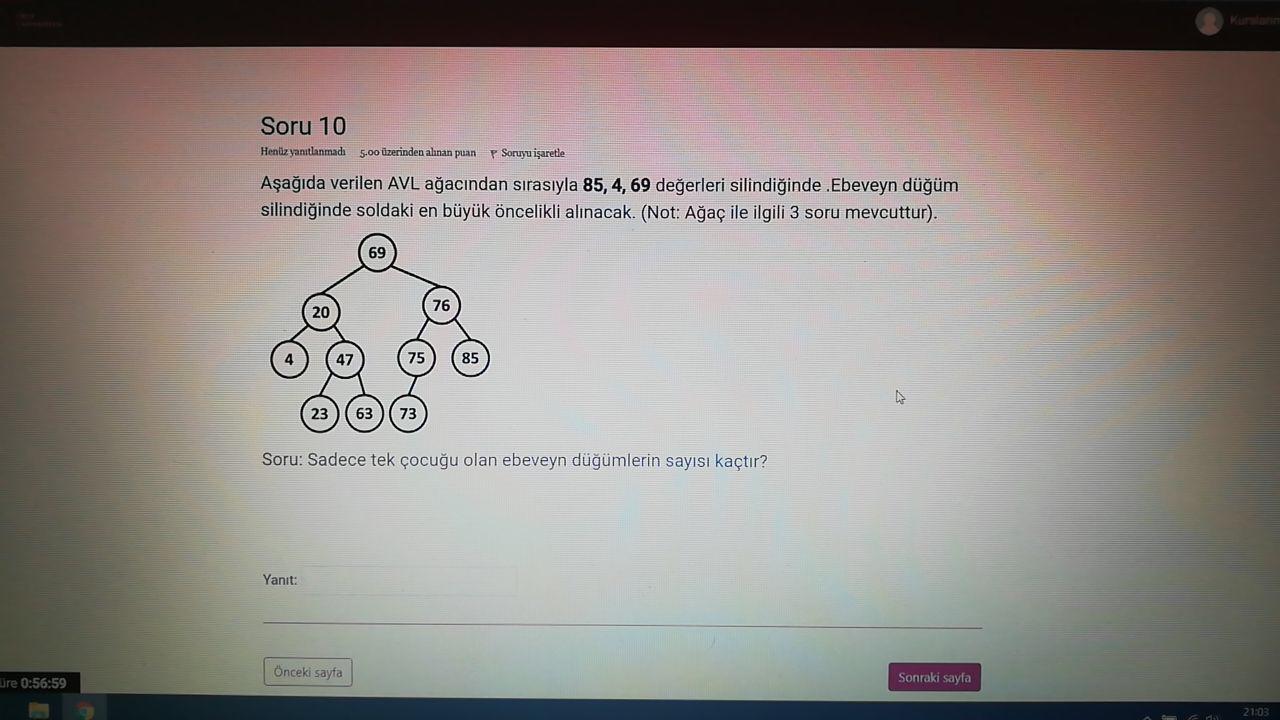 Soru 10
Henüz yanıtlanmadı 5.00 üzerinden alınan puan Soruyu işaretle
Aşağıda verilen AVL ağacından sırasıyla 85, 4, 69 değerleri silindiğinde .Ebeveyn düğüm
silindiğinde soldaki en büyük öncelikli alınacak. (Not: Ağaç ile ilgili 3 soru mevcuttur).
69
20 76
4 47 75 85
23 63 73
Soru: Sadece tek çocuğu olan ebeveyn düğümlerin sayısı kaçtır?
Yanıt:
Önceki sayfa
Sonraki sayfa
üre 0:56:59
21:03